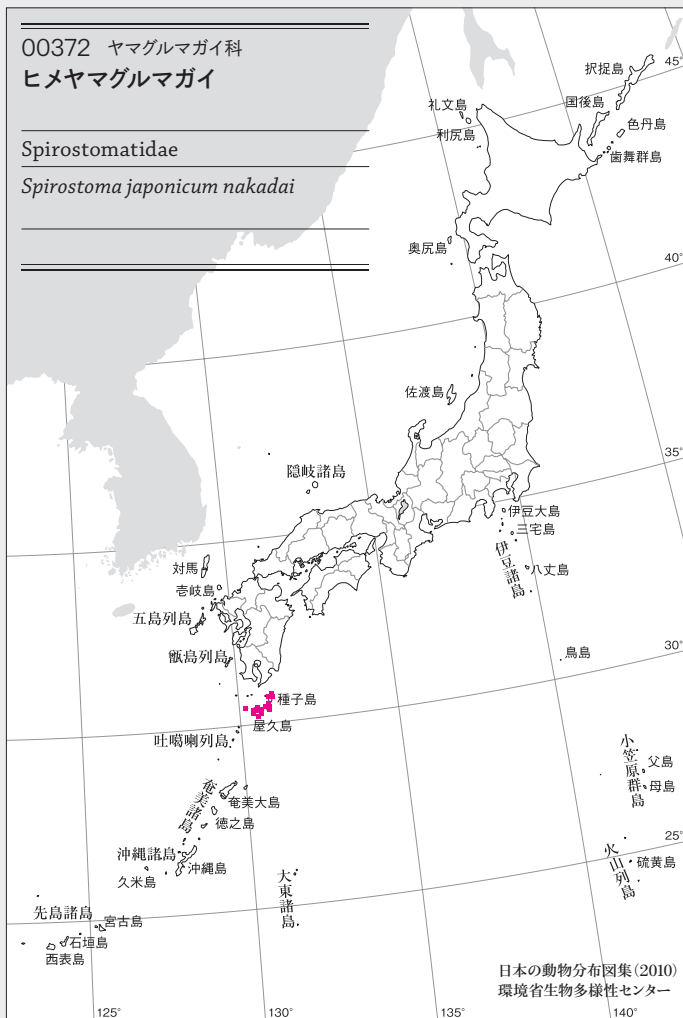 00372 ヤマグルマガイ科
ヒメヤマグルマガイ
Spirostomatidae
Spirostoma japonicum nakadai
択捉島
国後島
色丹島
歯舞群島
礼文島
利尻島
奥尻島
佐渡島
隠岐諸島
対馬
壱岐島
五島列島
甑島列島
種子島
屋久島
吐噶喇列島
奄美諸島
奄美大島
徳之島
沖縄諸島
沖縄島
久米島
先島諸島
宮古島
石垣島
西表島
大東諸島
伊豆大島
三宅島
八丈島
伊豆諸島
鳥島
小笠原群島
父島
母島
火山列島
硫黄島
45°
40°
35°
30°
25°
125°
130°
135°
140°
日本の動物分布図集(2010)
環境省生物多様性センター